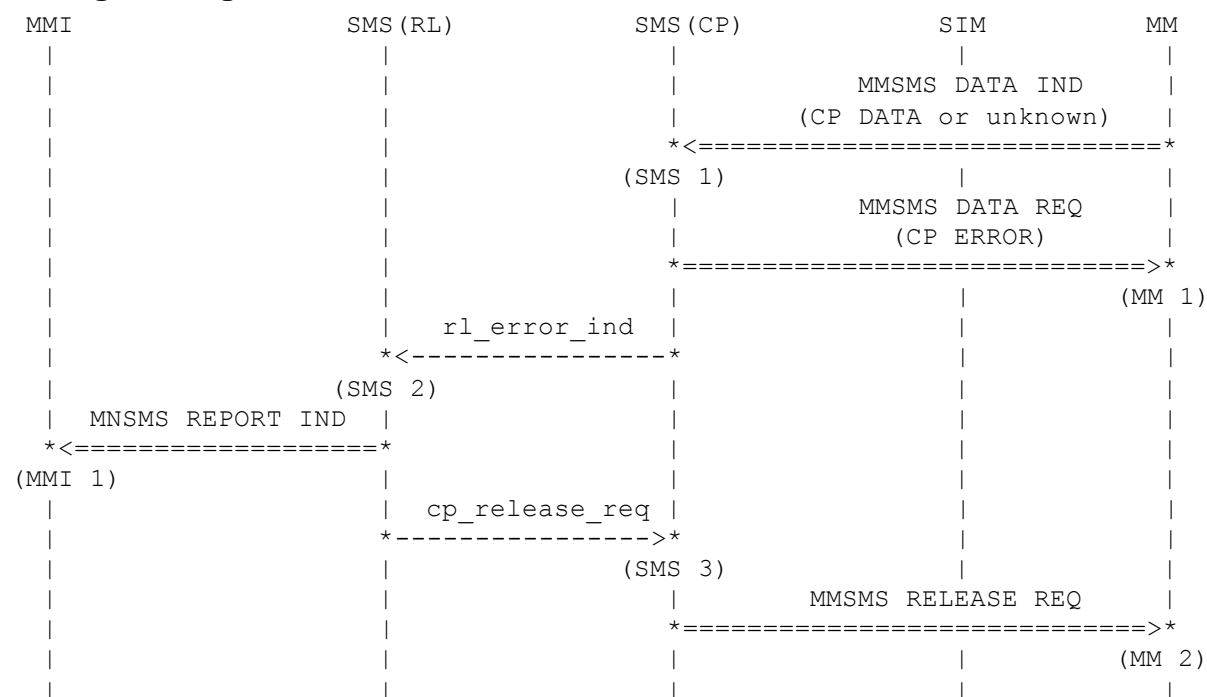 MMI SMS(RL) SMS(CP) SIM MM
MMSMS DATA IND
(CP DATA or unknown)
(SMS 1)
MMSMS DATA REQ
(CP ERROR)
(MM 1)
rl_error_ind
(SMS 2)
MNSMS REPORT IND
(MMI 1)
cp_release_req
(SMS 3)
MMSMS RELEASE REQ
(MM 2)